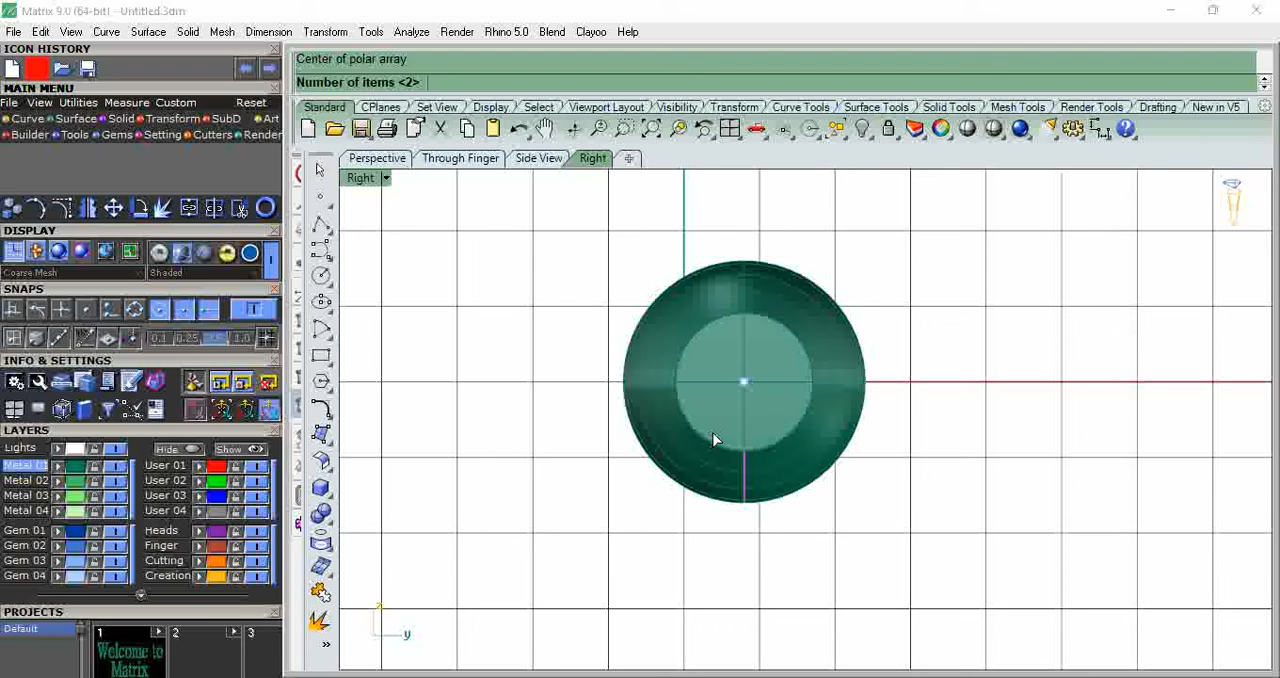 Matrix 9.0 (64-bit) - Untitled.3dm
File Edit View Curve Surface Solid Mesh Transform Tools Analyze Render Rhino 5.0 Blend Clayoo Help
ICON HISTORY
MAIN MENU
File View Utilities Measure Custom Reset
Curve Surface Solid Transform SubD Art
Builder Tools Gems Setting Cutters Render
DISPLAY
Coarse Mesh Shaded
SNAPS
0.1 0.25 1.0
INFO & SETTINGS
LAYERS
Lights Hide Show
Metal 01 User 01
Metal 02 User 02
Metal 03 User 03
Metal 04 User 04
Gem 01 Heads
Gem 02 Finger
Gem 03 Cutting
Gem 04 Creation
PROJECTS
Default
1 2 3
Welcome to
Matrix
Center of polar array
Number of items <2>
Standard CPlanes Set View Display Select Viewport Layout Visibility Transform Curve Tools Surface Tools Solid Tools Mesh Tools Render Tools Drafting New in V5
Perspective Through Finger Side View Right
Right
y